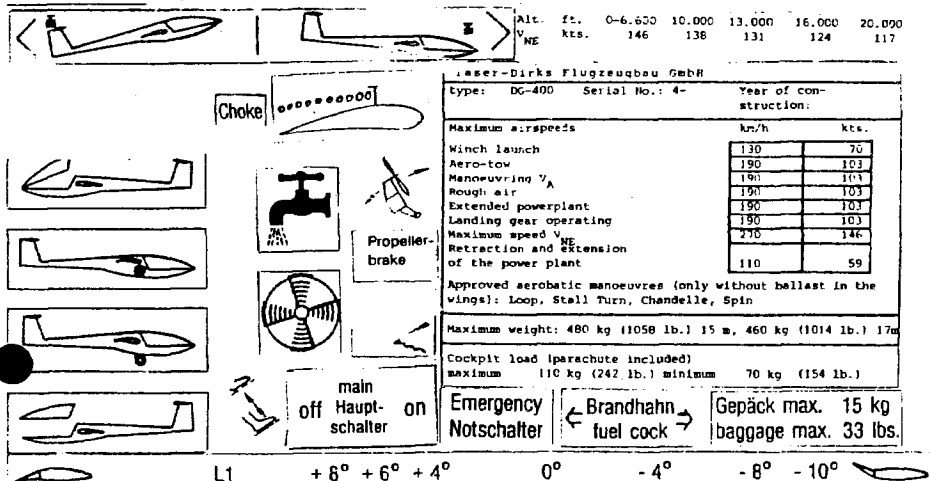 Alt. ft. 0-6.600 10.000 13.000 16.000 20.000
V NE kts. 146 138 131 124 117
Glaser-Dirks Flugzeugbau GmbH
type: DG-400 Serial No.: 4- Year of con-
struction:
Choke
Maximum airspeeds km/h kts.
Winch launch 130 70
Aero-tow 190 103
Manoeuvring VA 190 103
Rough air 190 103
Extended powerplant 190 103
Landing gear operating 190 103
Maximum speed VNE 270 146
Retraction and extension
of the power plant 110 59
Propeller-
brake
Approved aerobatic manoeuvres (only without ballast in the
wings): Loop, Stall Turn, Chandelle, Spin
Maximum weight: 480 kg (1058 lb.) 15 m, 460 kg (1014 lb.) 17m
Cockpit load (parachute included)
maximum 110 kg (242 lb.) minimum 70 kg (154 lb.)
main
off Haupt- on
schalter
Emergency
Notschalter
Brandhahn
fuel cock
Gepäck max. 15 kg
baggage max. 33 lbs.
L1 + 8° + 6° + 4° 0° - 4° - 8° - 10°